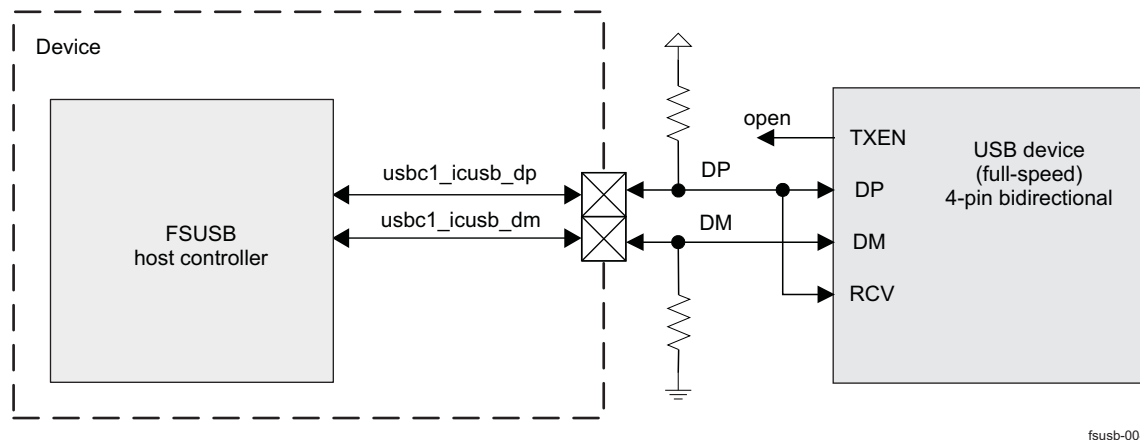 Device
FSUSB
host controller
usbc1_icusb_dp
usbc1_icusb_dm
DP
DM
open
TXEN
DP
DM
RCV
USB device
(full-speed)
4-pin bidirectional
fsusb-00